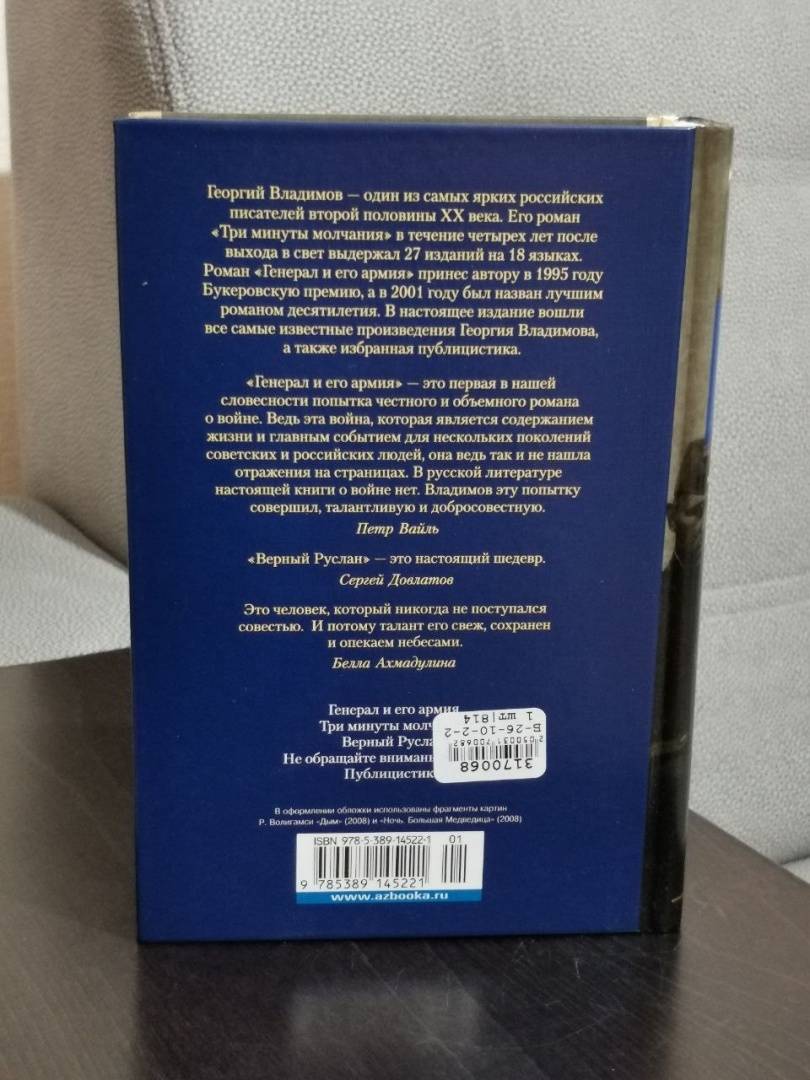 Георгий Владимов — один из самых ярких российских
писателей второй половины XX века. Его роман
«Три минуты молчания» в течение четырех лет после
выхода в свет выдержал 27 изданий на 18 языках.
Роман «Генерал и его армия» принес автору в 1995 году
Букеровскую премию, а в 2001 году был назван лучшим
романом десятилетия. В настоящее издание вошли
все самые известные произведения Георгия Владимова,
а также избранная публицистика.
«Генерал и его армия» — это первая в нашей
словесности попытка честного и объемного романа
о войне. Ведь эта война, которая является содержанием
жизни и главным событием для нескольких поколений
советских и российских людей, она ведь так и не нашла
отражения на страницах. В русской литературе
настоящей книги о войне нет. Владимов эту попытку
совершил, талантливую и добросовестную.
Петр Вайль
«Верный Руслан» — это настоящий шедевр.
Сергей Довлатов
Это человек, который никогда не поступался
совестью. И потому талант его свеж, сохранен
и опекаем небесами.
Белла Ахмадулина
Генерал и его армия
Три минуты молч
Верный Русла
Не обращайте вниман
Публицистик
3170068
2050031700682
Б-26-10-2-2
1 шт|814
В оформлении обложки использованы фрагменты картин
Р. Волигамси «Дым» (2008) и «Ночь. Большая Медведица» (2008)
ISBN 978-5-389-14522-1 01
9 785389 145221
www.azbooka.ru